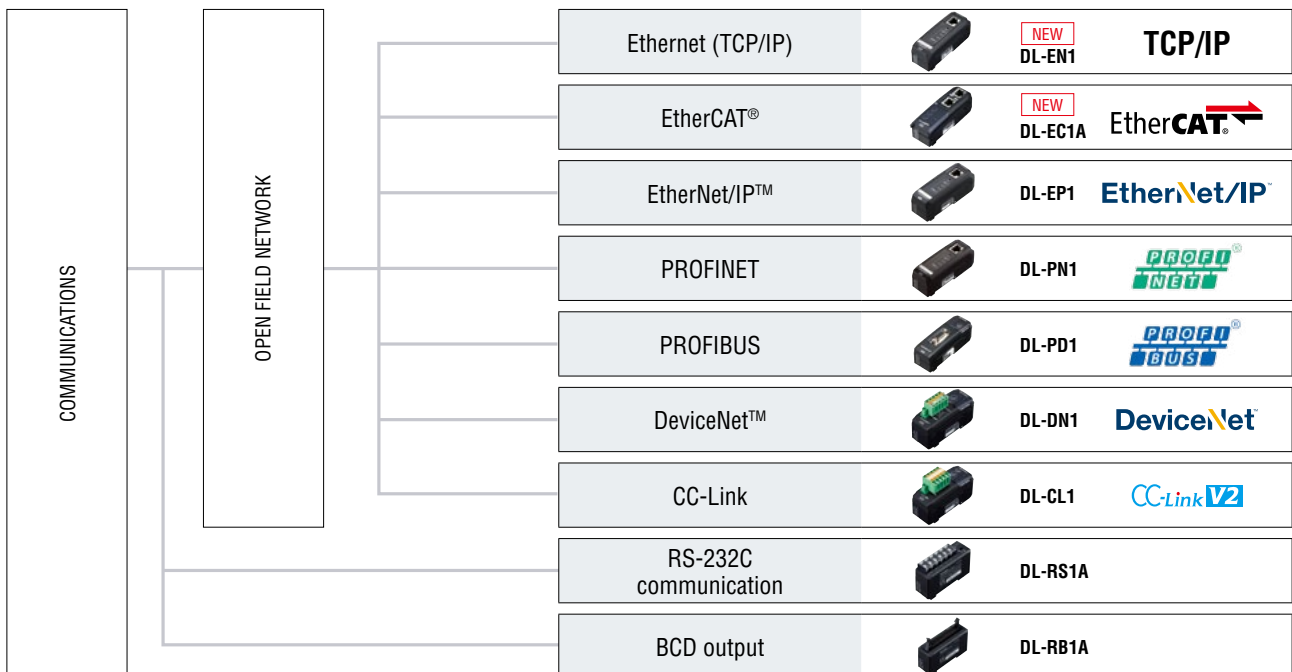 COMMUNICATIONS
OPEN FIELD NETWORK
Ethernet (TCP/IP)
NEW
DL-EN1
TCP/IP
EtherCAT®
NEW
DL-EC1A
EtherCAT®
EtherNet/IP™
DL-EP1
EtherNet/IP™
PROFINET
DL-PN1
PROFI®
NET
PROFIBUS
DL-PD1
PROFI®
BUS
DeviceNet™
DL-DN1
DeviceNet™
CC-Link
DL-CL1
CC-Link V2
RS-232C
communication
DL-RS1A
BCD output
DL-RB1A